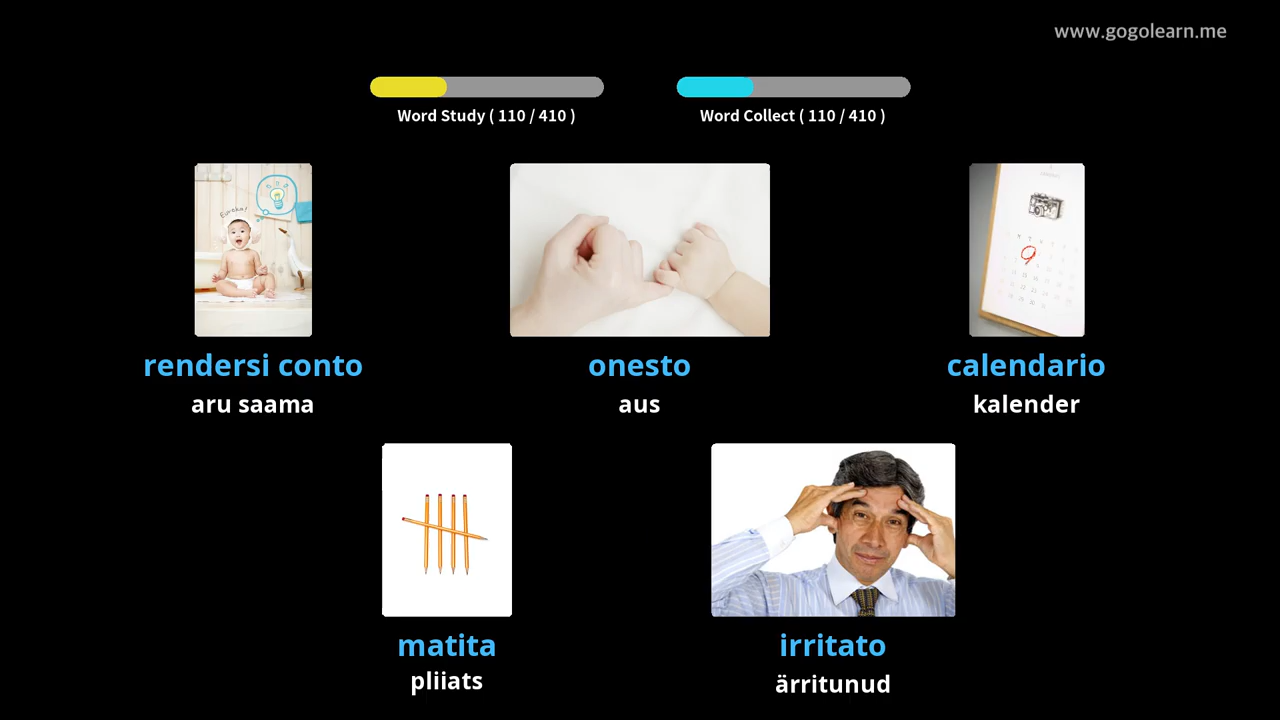 www.gogolearn.me
Word Study ( 110 / 410 )
Word Collect ( 110 / 410 )
Eureka!
rendersi conto
aru saama
onesto
aus
calendario
kalender
matita
pliiats
irritato
ärritunud